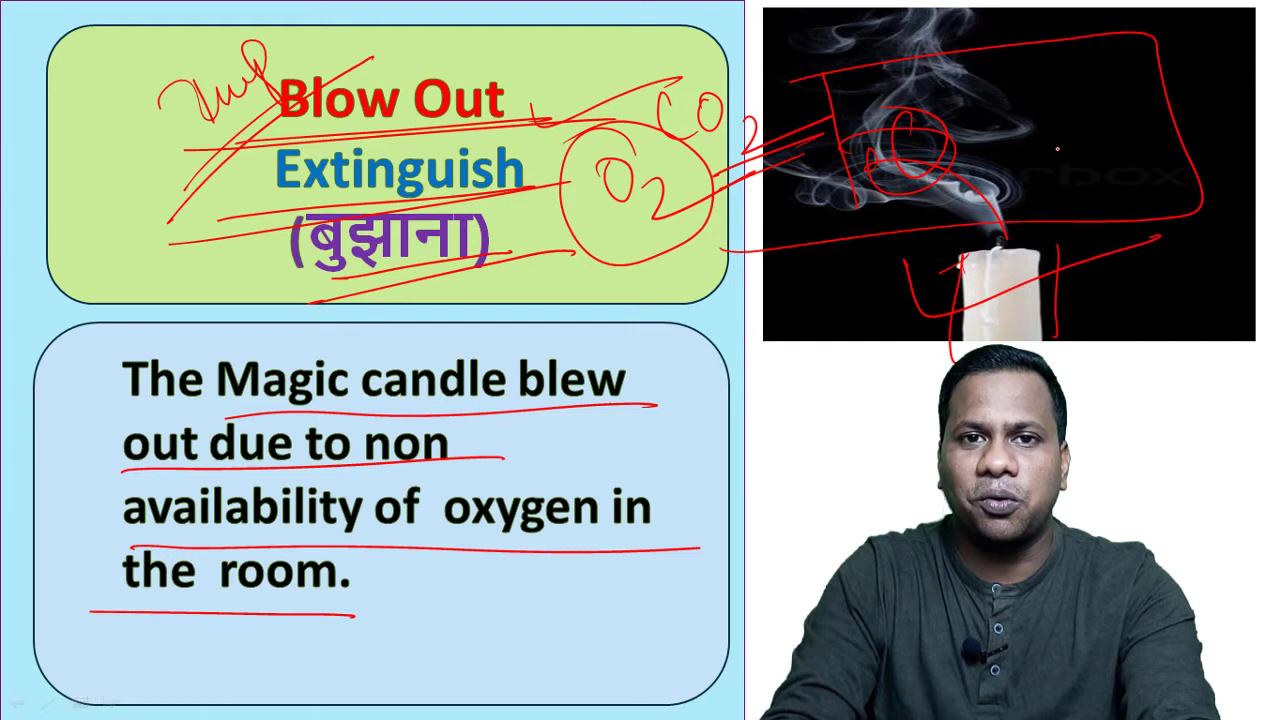 Blow Out
Extinguish
(बुझाना)
O2
CO2
The Magic candle blew
out due to non
availability of oxygen in
the room.